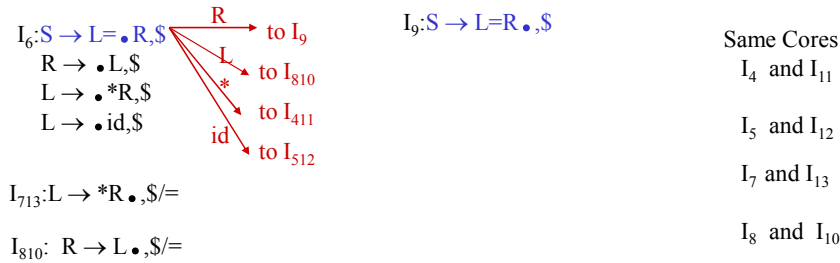 I₆:S → L=•R,$
R → •L,$
L → •*R,$
L → •id,$
R to I₉
L to I₈₁₀
* to I₄₁₁
id to I₅₁₂
I₇₁₃:L → *R•,$/=
I₈₁₀: R → L•,$/=
I₉:S → L=R•,$
Same Cores
I₄ and I₁₁
I₅ and I₁₂
I₇ and I₁₃
I₈ and I₁₀